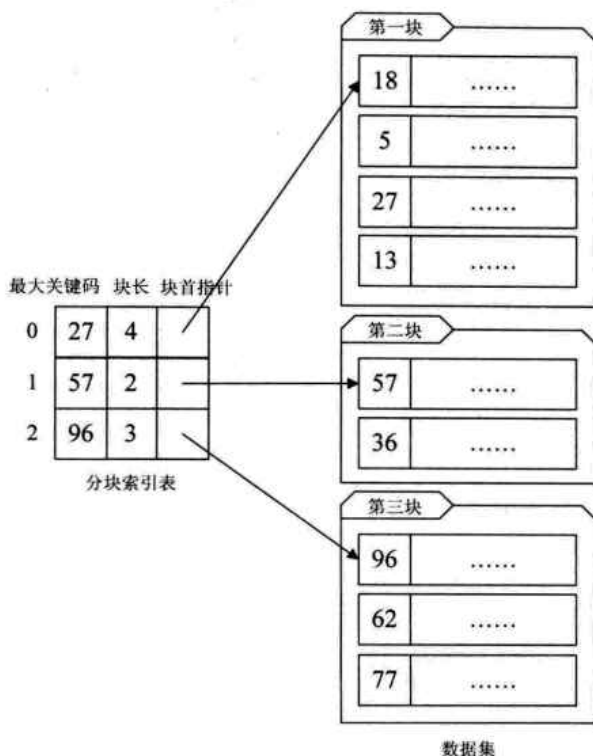 第一块
18 ……
5 ……
27 ……
13 ……
最大关键码 块长 块首指针
0 27 4
1 57 2
2 96 3
分块索引表
第二块
57 ……
36 ……
第三块
96 ……
62 ……
77 ……
数据集